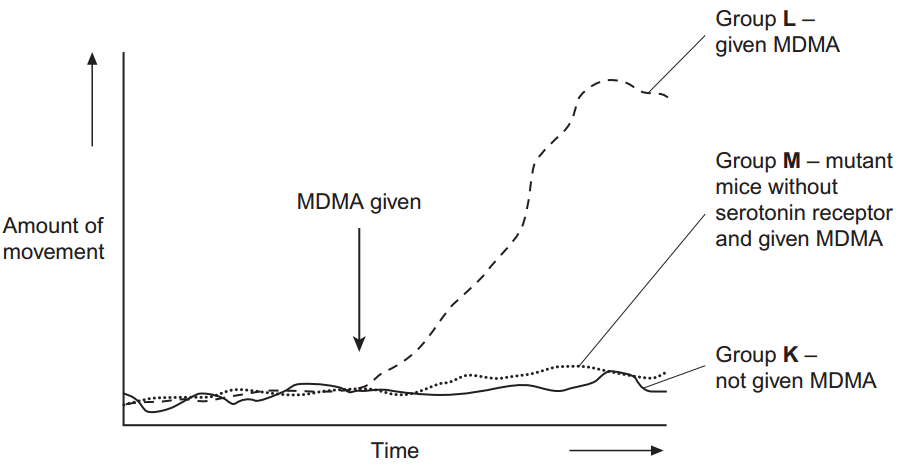 Group L –
given MDMA
MDMA given
Group M – mutant
mice without
serotonin receptor
and given MDMA
Amount of
movement
Group K –
not given MDMA
Time